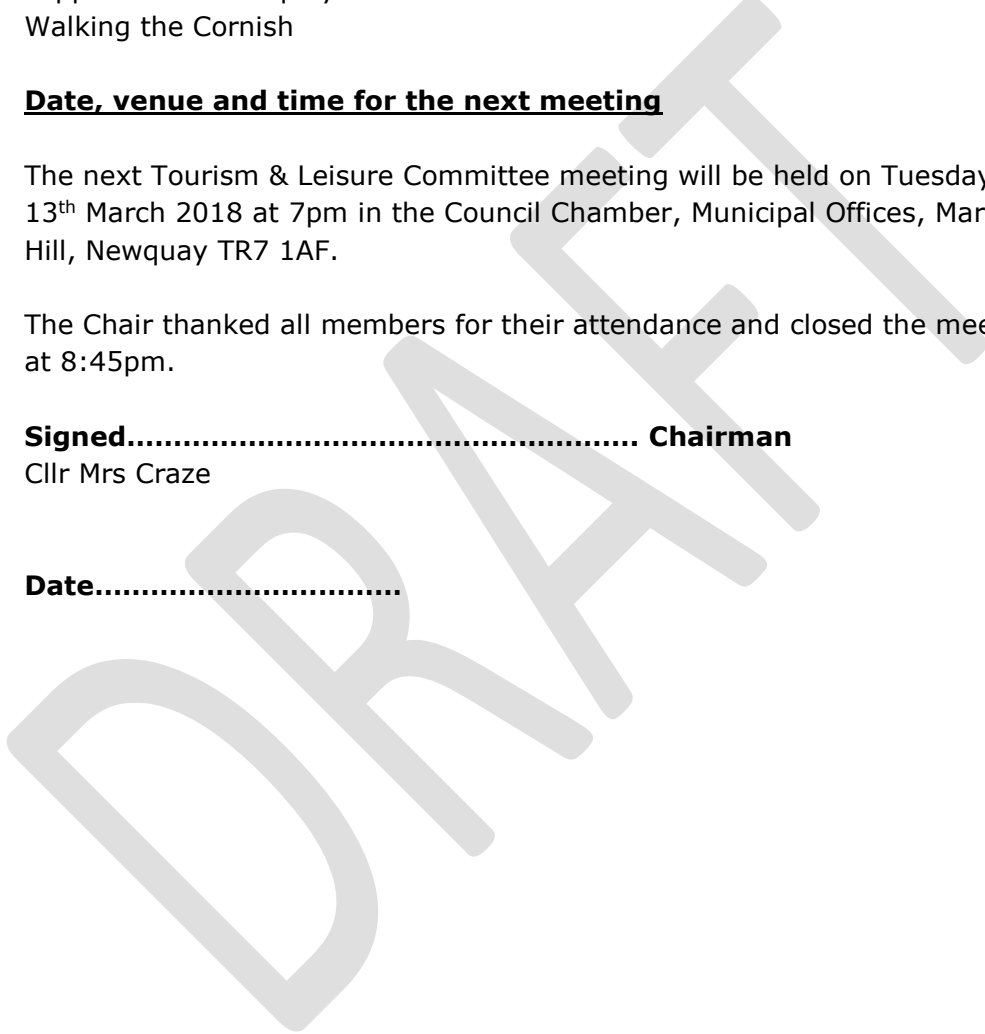 Walking the Cornish
Date, venue and time for the next meeting
The next Tourism & Leisure Committee meeting will be held on Tuesday
13th March 2018 at 7pm in the Council Chamber, Municipal Offices, Mar
Hill, Newquay TR7 1AF.
The Chair thanked all members for their attendance and closed the mee
at 8:45pm.
Signed.......................................................... Chairman
Cllr Mrs Craze
Date.................................
DRAFT